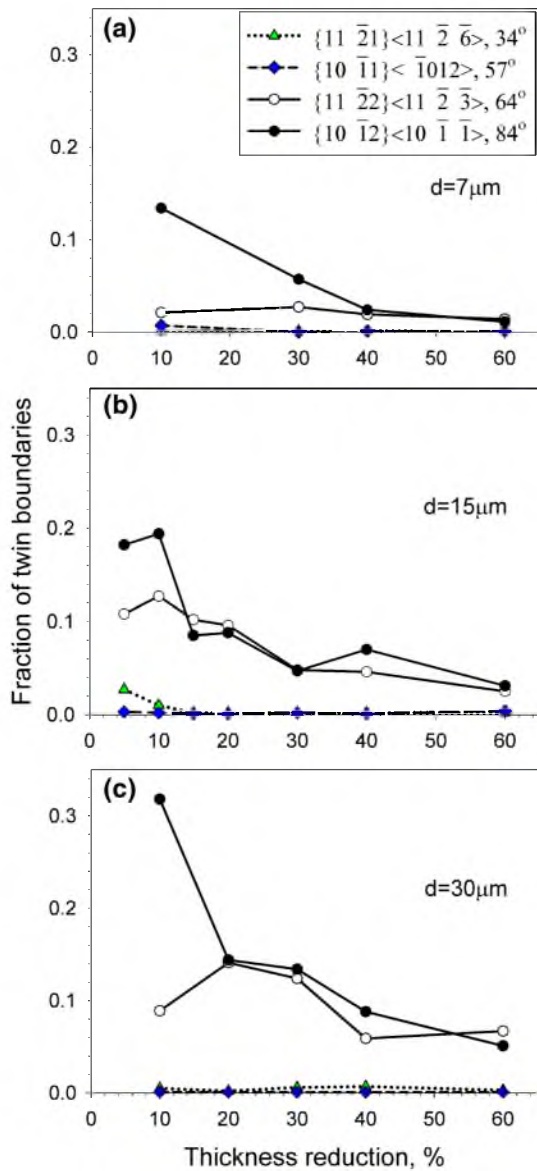 (a)
{11 2̅1}<11 2̅ 6̅>, 34°
{10 1̅1}< 1̅012>, 57°
{11 2̅2}<11 2̅ 3̅>, 64°
{10 1̅2}<10 1̅ 1̅>, 84°
d=7μm
0.3
0.2
0.1
0.0
0 10 20 30 40 50 60
(b)
d=15μm
0.3
0.2
0.1
0.0
0 10 20 30 40 50 60
Fraction of twin boundaries
(c)
d=30μm
0.3
0.2
0.1
0.0
0 10 20 30 40 50 60
Thickness reduction, %